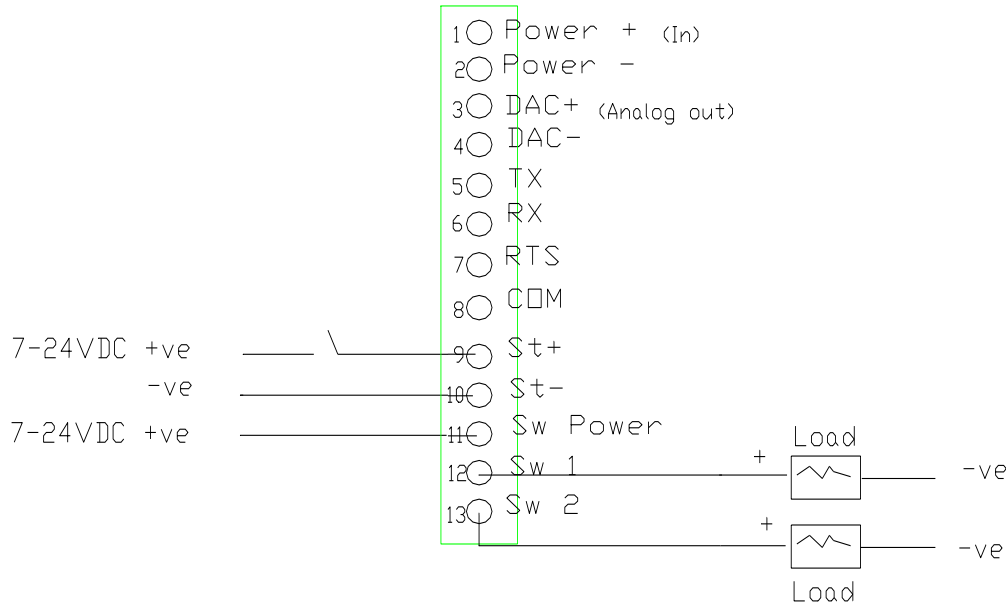 1 Power + (In)
2 Power -
3 DAC+ (Analog out)
4 DAC-
5 TX
6 RX
7 RTS
8 COM
7-24VDC +ve 9 St+
-ve 10 St-
7-24VDC +ve 11 Sw Power
Load
12 Sw 1 + -ve
13 Sw 2 + -ve
Load